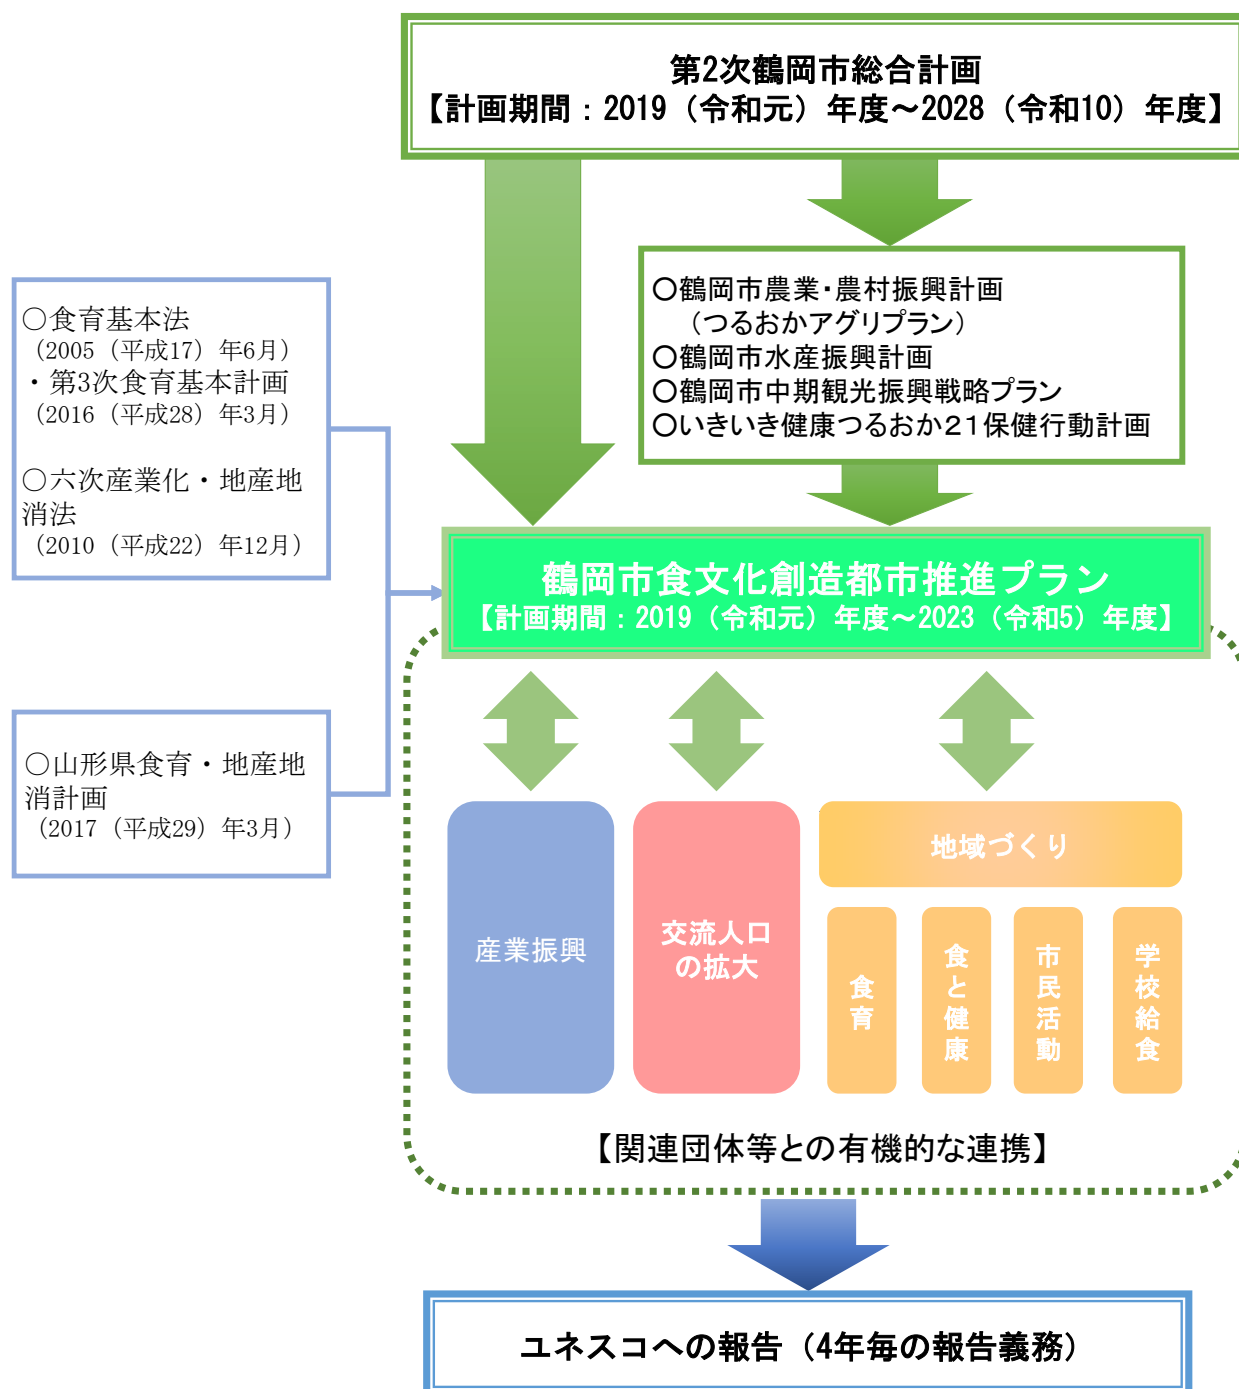 第2次鶴岡市総合計画
【計画期間：2019（令和元）年度～2028（令和10）年度】
○鶴岡市農業・農村振興計画
（つるおかアグリプラン）
○鶴岡市水産振興計画
○鶴岡市中期観光振興戦略プラン
○いきいき健康つるおか２１保健行動計画
○食育基本法
（2005（平成17）年6月）
・第3次食育基本計画
（2016（平成28）年3月）
○六次産業化・地産地
消法
（2010（平成22）年12月）
○山形県食育・地産地
消計画
（2017（平成29）年3月）
鶴岡市食文化創造都市推進プラン
【計画期間：2019（令和元）年度～2023（令和5）年度】
産業振興
交流人口
の拡大
地域づくり
食育
食と健康
市民活動
学校給食
【関連団体等との有機的な連携】
ユネスコへの報告（4年毎の報告義務）